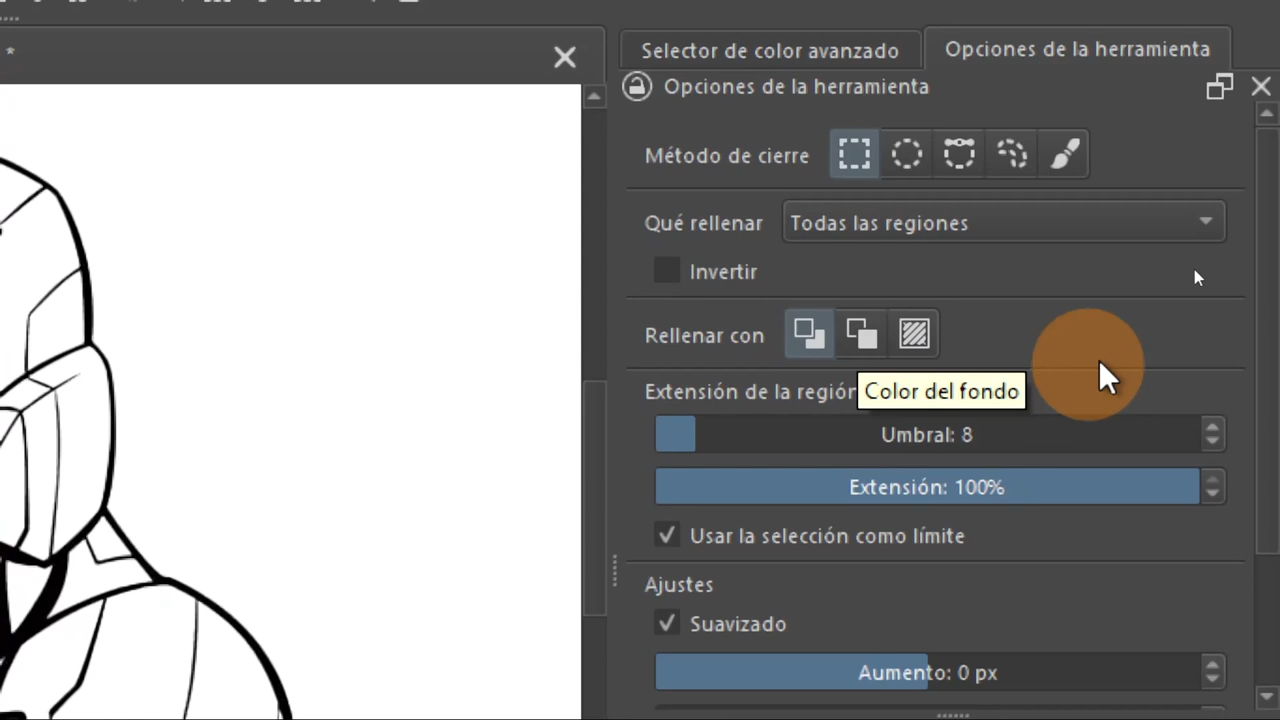 *
Selector de color avanzado
Opciones de la herramienta
Opciones de la herramienta
Método de cierre
Qué rellenar
Todas las regiones
Invertir
Rellenar con
Extensión de la región
Color del fondo
Umbral: 8
Extensión: 100%
Usar la selección como límite
Ajustes
Suavizado
Aumento: 0 px